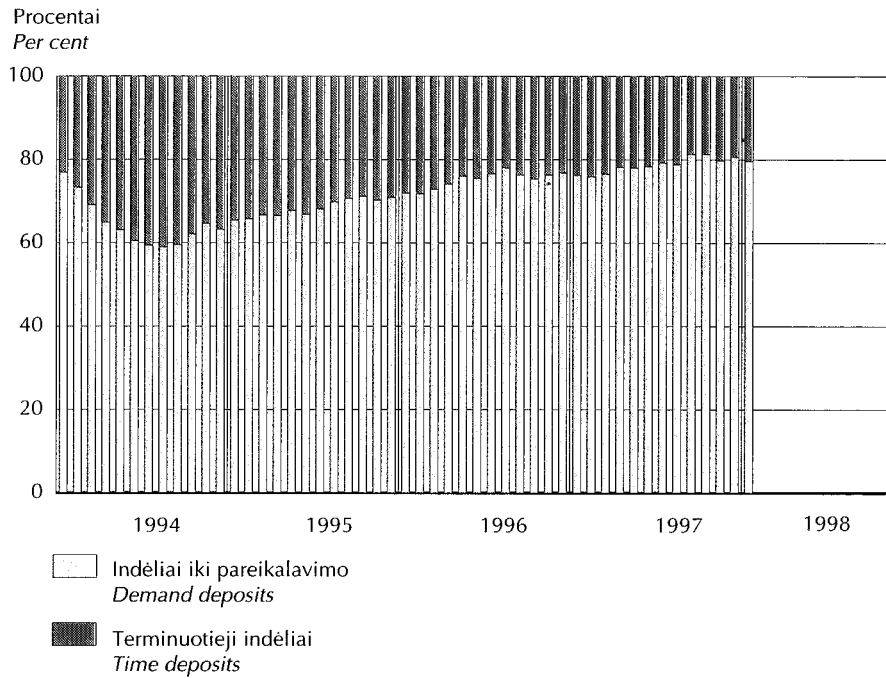 Procentai
Per cent
100
80
60
40
20
0
1994 1995 1996 1997 1998
Indėliai iki pareikalavimo
Demand deposits
Terminuotieji indėliai
Time deposits